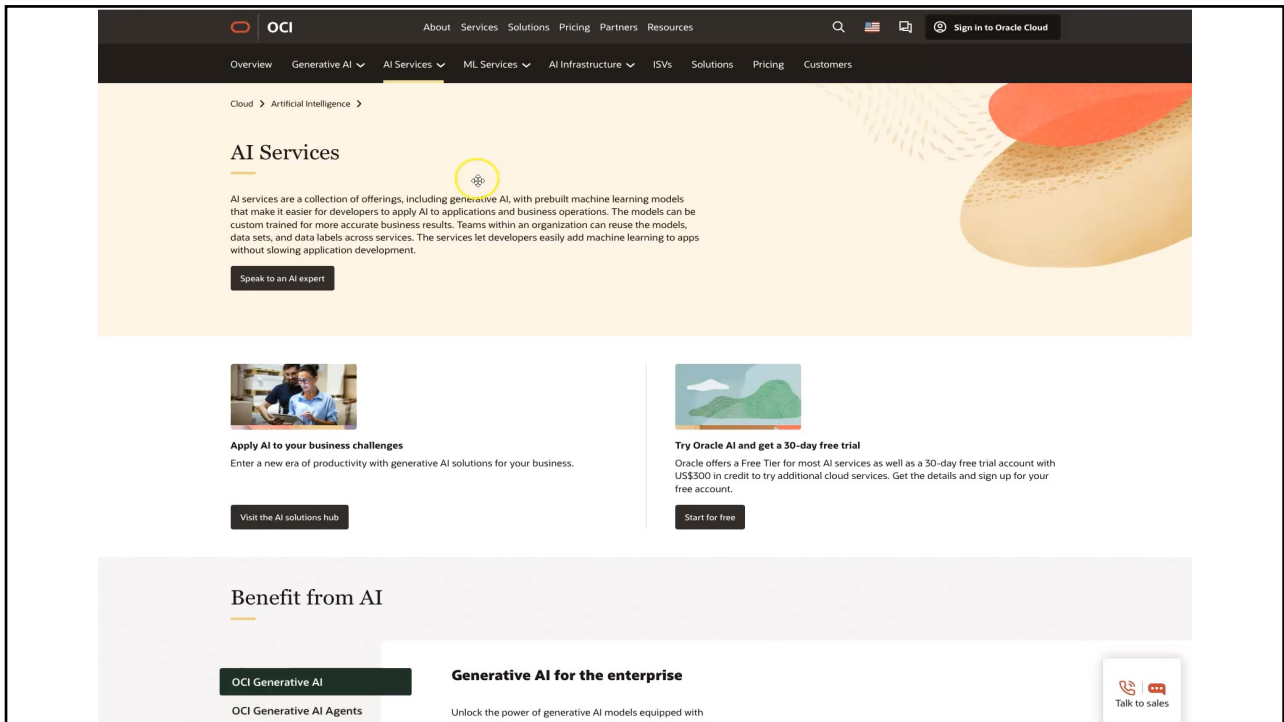 OCI
About Services Solutions Pricing Partners Resources
Sign in to Oracle Cloud
Overview Generative AI AI Services ML Services AI Infrastructure ISVs Solutions Pricing Customers
Cloud Artificial Intelligence
AI Services
AI services are a collection of offerings, including generative AI, with prebuilt machine learning models
that make it easier for developers to apply AI to applications and business operations. The models can be
custom trained for more accurate business results. Teams within an organization can reuse the models,
data sets, and data labels across services. The services let developers easily add machine learning to apps
without slowing application development.
Speak to an AI expert
Apply AI to your business challenges
Enter a new era of productivity with generative AI solutions for your business.
Visit the AI solutions hub
Try Oracle AI and get a 30-day free trial
Oracle offers a Free Tier for most AI services as well as a 30-day free trial account with
US$300 in credit to try additional cloud services. Get the details and sign up for your
free account.
Start for free
Benefit from AI
OCI Generative AI
OCI Generative AI Agents
Generative AI for the enterprise
Unlock the power of generative AI models equipped with
Talk to sales